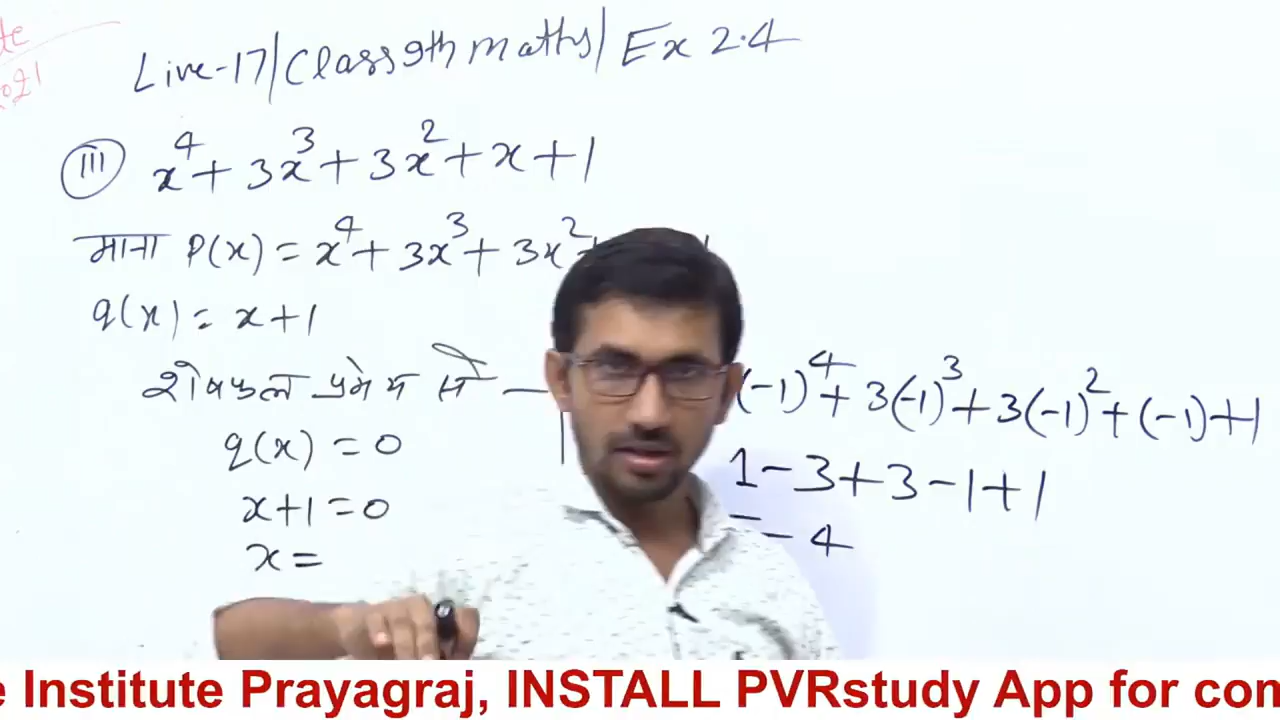 Live-17/Class 9th maths/Ex 2.4
2021
III x⁴+3x³+3x²+x+1
माना P(x)=x⁴+3x³+3x²+
q(x)=x+1
शेषफल प्रमेय से —
q(x)=0
x+1=0
x=
(-1)⁴+3(-1)³+3(-1)²+(-1)+1
1-3+3-1+1
=-4
Institute Prayagraj, INSTALL PVRstudy App for